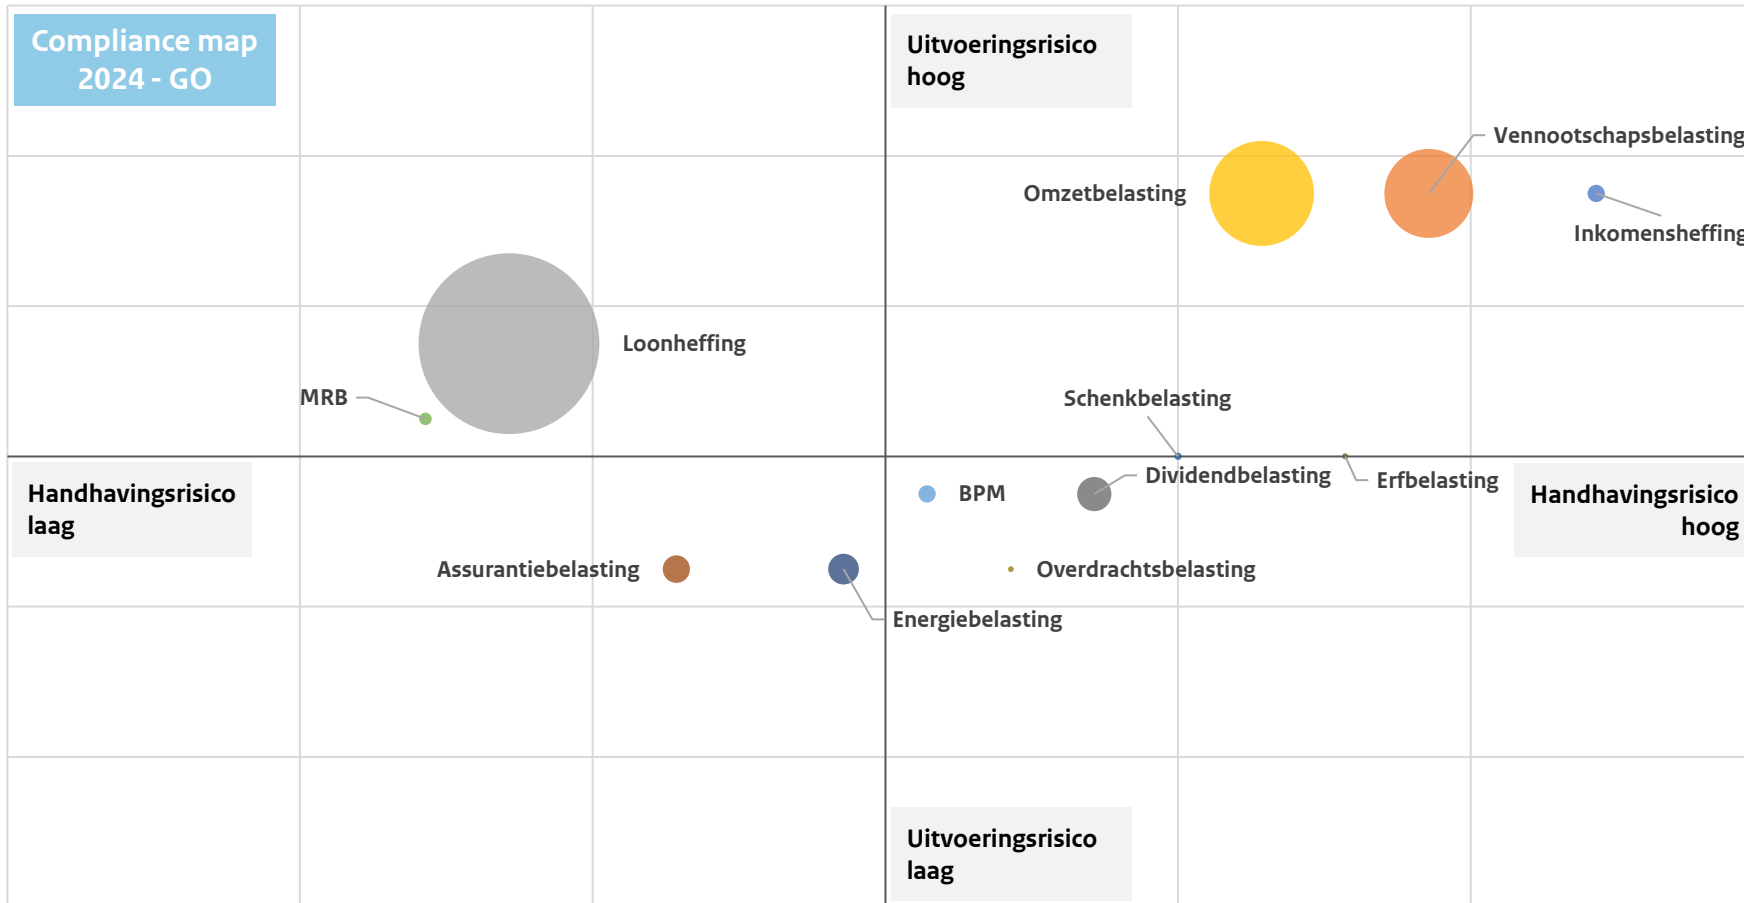 Compliance map
2024 - GO
Uitvoeringsrisico
hoog
Vennootschapsbelasting
Omzetbelasting
Inkomensheffing
Loonheffing
MRB
Schenkbelasting
Dividendbelasting
Erfbelasting
Handhavingsrisico
laag
BPM
Handhavingsrisico
hoog
Assurantiebelasting
Overdrachtsbelasting
Energiebelasting
Uitvoeringsrisico
laag